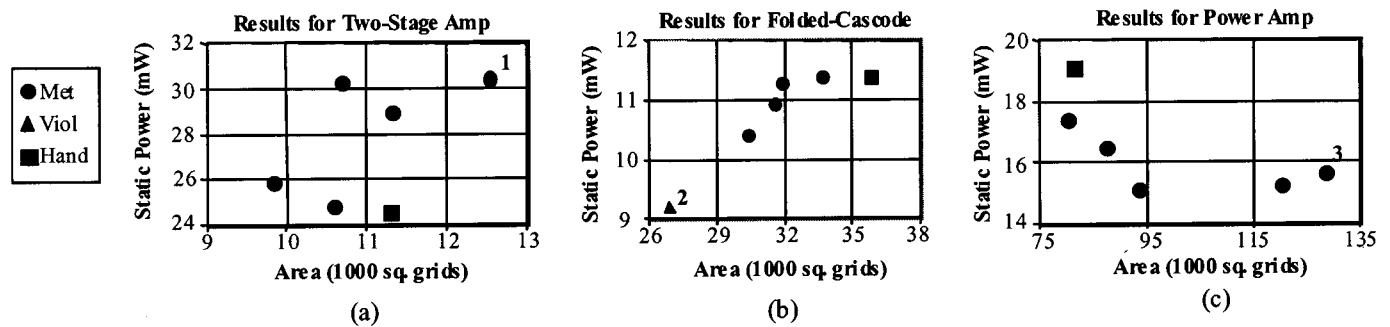 Met
Viol
Hand
Results for Two-Stage Amp
Static Power (mW)
32
30
28
26
24
1
9
10
11
12
13
Area (1000 sq. grids)
(a)
Results for Folded-Cascode
Static Power (mW)
12
11
10
9
2
26
29
32
35
38
Area (1000 sq. grids)
(b)
Results for Power Amp
Static Power (mW)
20
18
16
14
3
75
95
115
135
Area (1000 sq. grids)
(c)